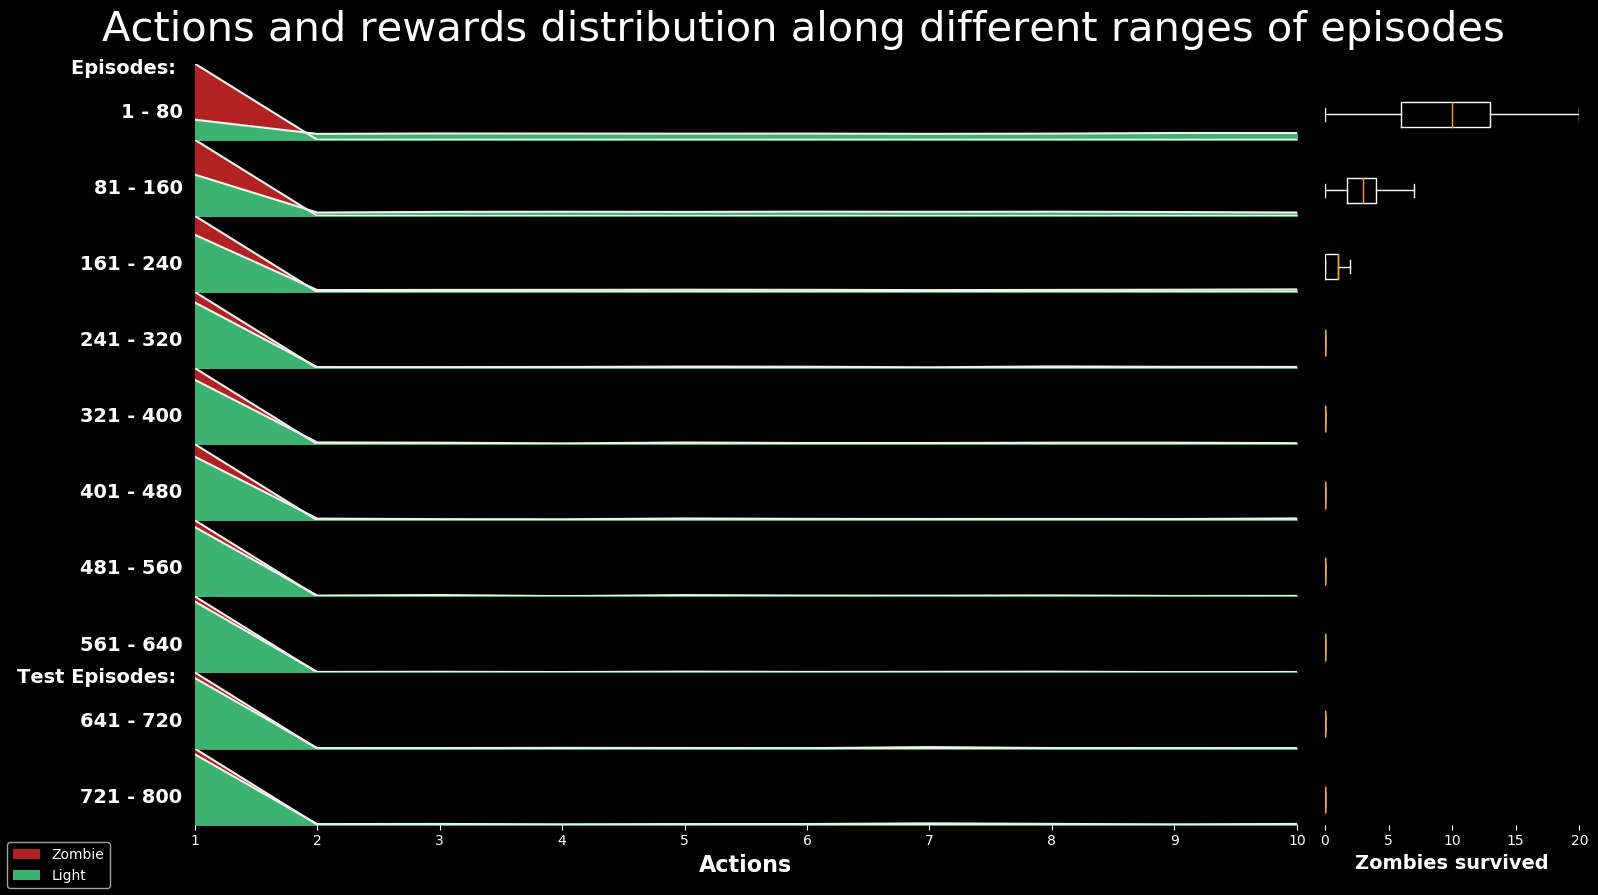 Actions and rewards distribution along different ranges of episodes
Episodes:
1 - 80
81 - 160
161 - 240
241 - 320
321 - 400
401 - 480
481 - 560
561 - 640
Test Episodes:
641 - 720
721 - 800
1 2 3 4 5 6 7 8 9 10
Actions
0 5 10 15 20
Zombies survived
Zombie
Light